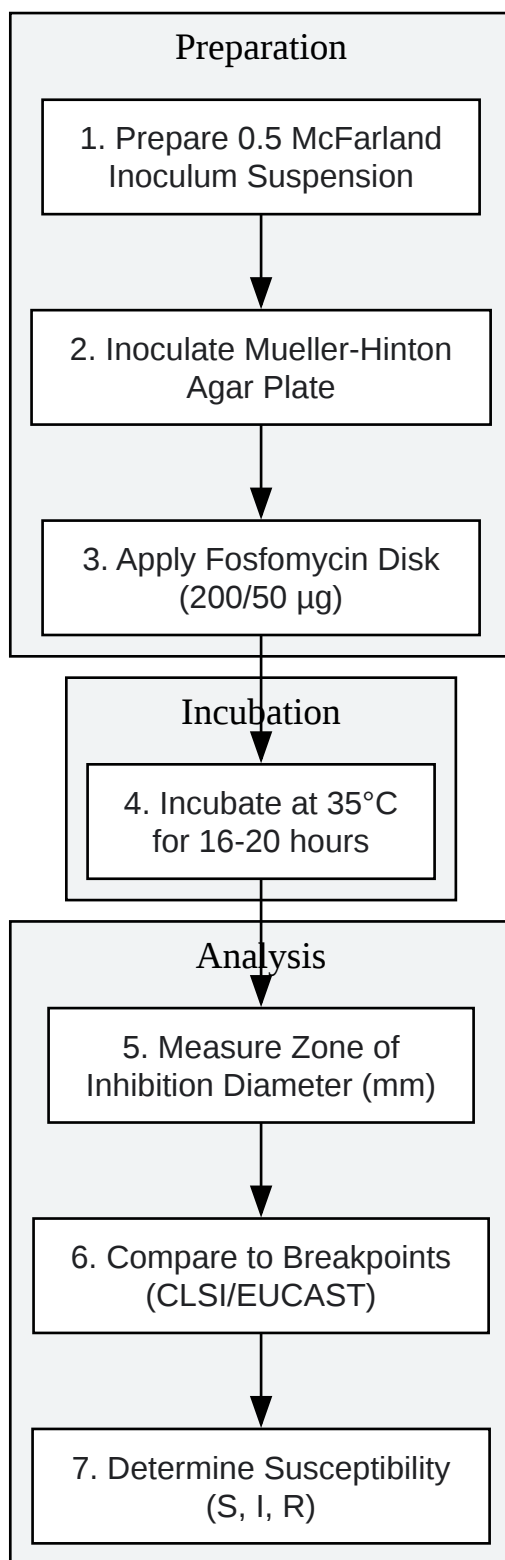 Preparation
1. Prepare 0.5 McFarland
Inoculum Suspension
2. Inoculate Mueller-Hinton
Agar Plate
3. Apply Fosfomycin Disk
(200/50 µg)
Incubation
4. Incubate at 35°C
for 16-20 hours
Analysis
5. Measure Zone of
Inhibition Diameter (mm)
6. Compare to Breakpoints
(CLSI/EUCAST)
7. Determine Susceptibility
(S, I, R)